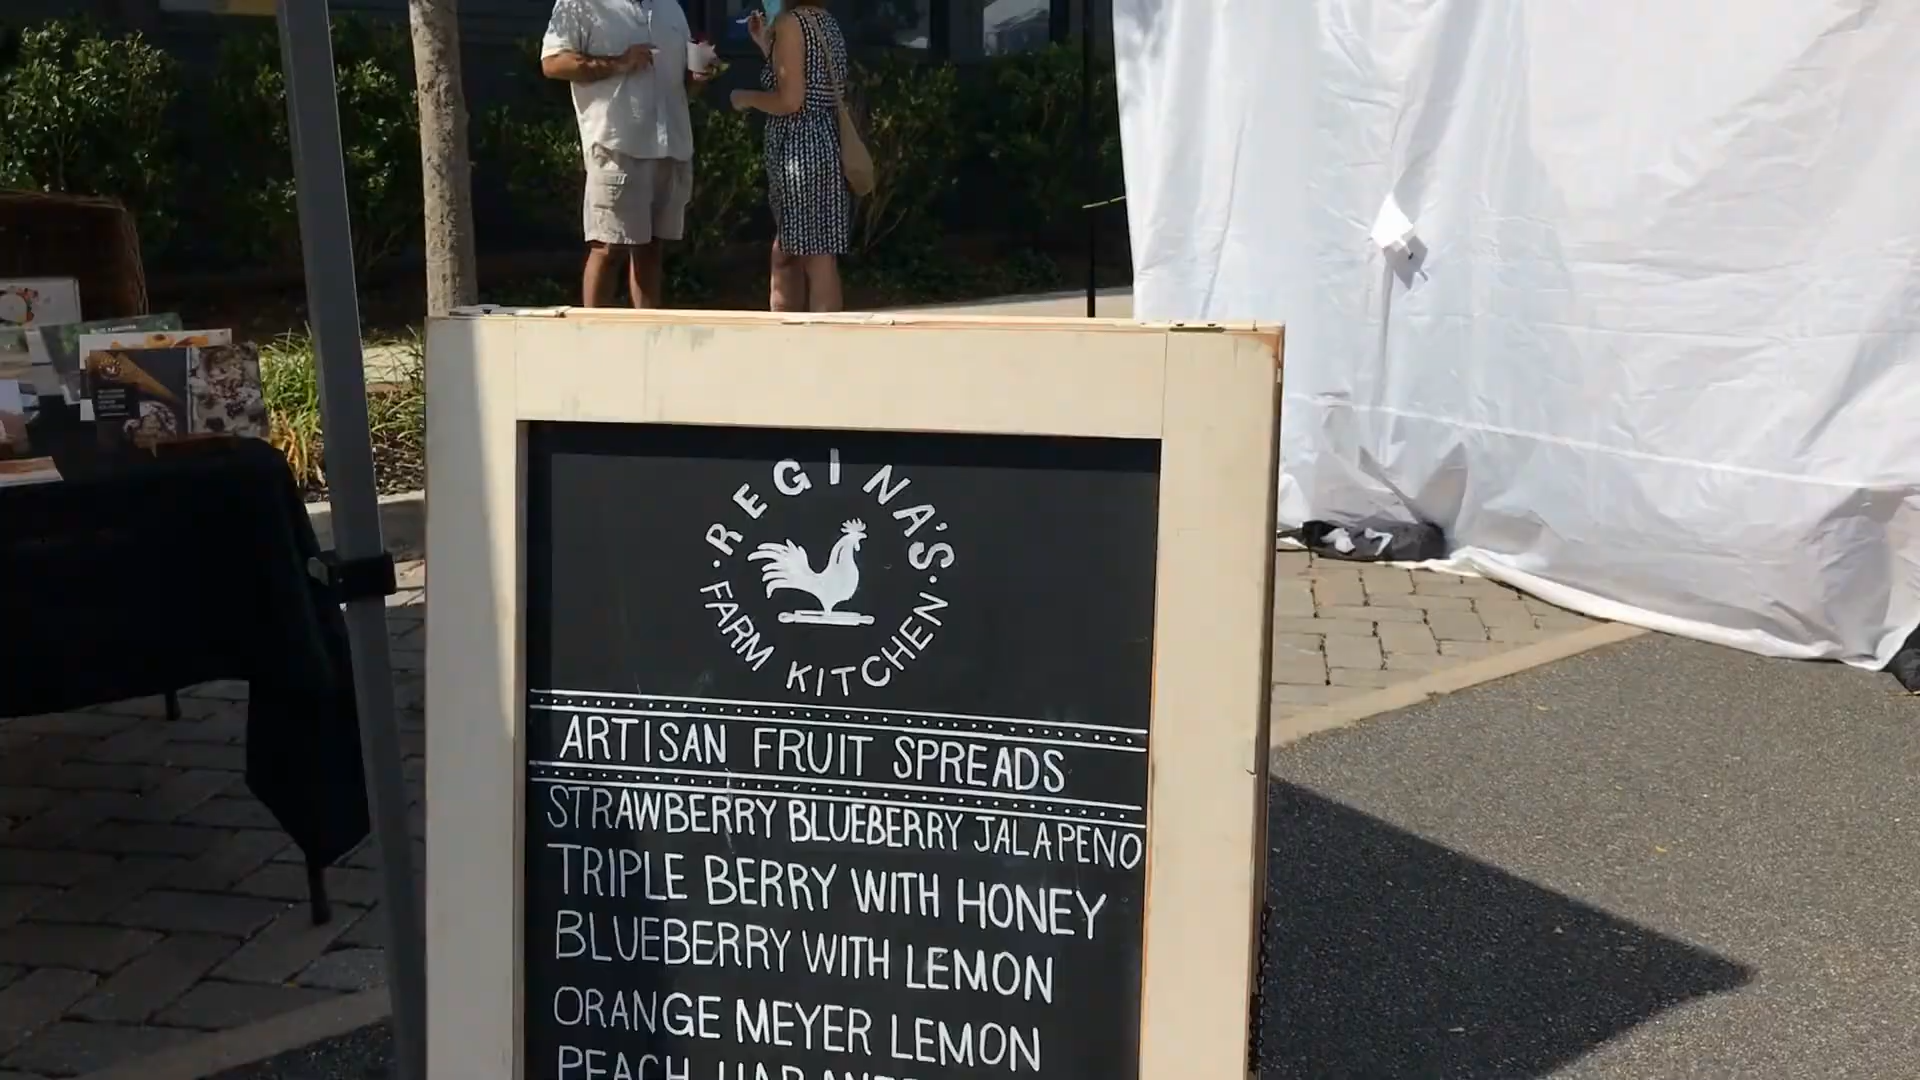 REGINA'S
FARM KITCHEN
ARTISAN FRUIT SPREADS
STRAWBERRY BLUEBERRY JALAPENO
TRIPLE BERRY WITH HONEY
BLUEBERRY WITH LEMON
ORANGE MEYER LEMON
PEACH